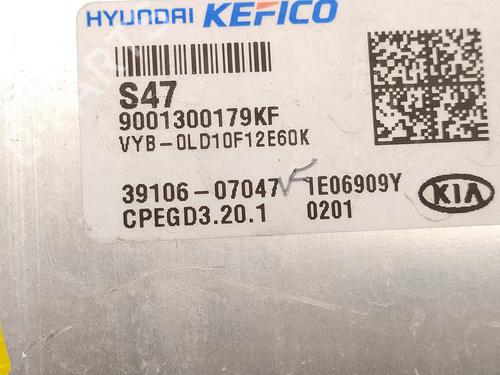 HYUNDAI KEFICO
S47
9001300179KF
VYB-0LD10F12E60K
39106-07047 1E06909Y
CPEGD3.20.1 0201
KIA